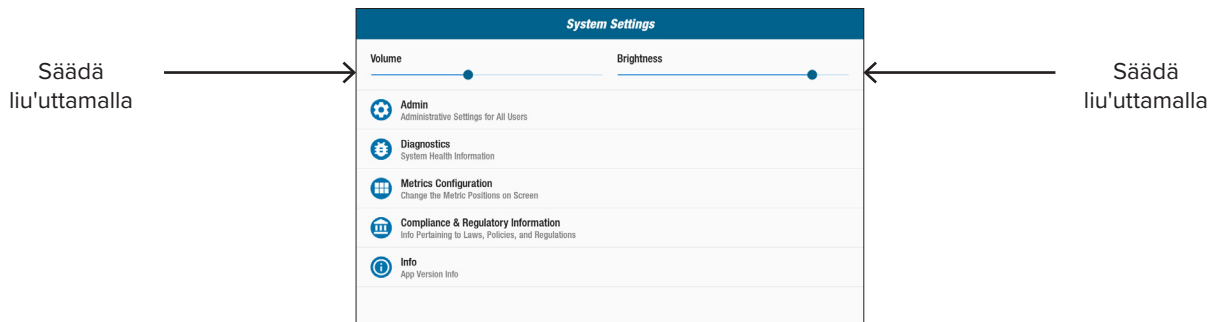 System Settings
Volume
Brightness
Säädä
liu'uttamalla
Säädä
liu'uttamalla
Admin
Administrative Settings for All Users
Diagnostics
System Health Information
Metrics Configuration
Change the Metric Positions on Screen
Compliance & Regulatory Information
Info Pertaining to Laws, Policies, and Regulations
Info
App Version Info